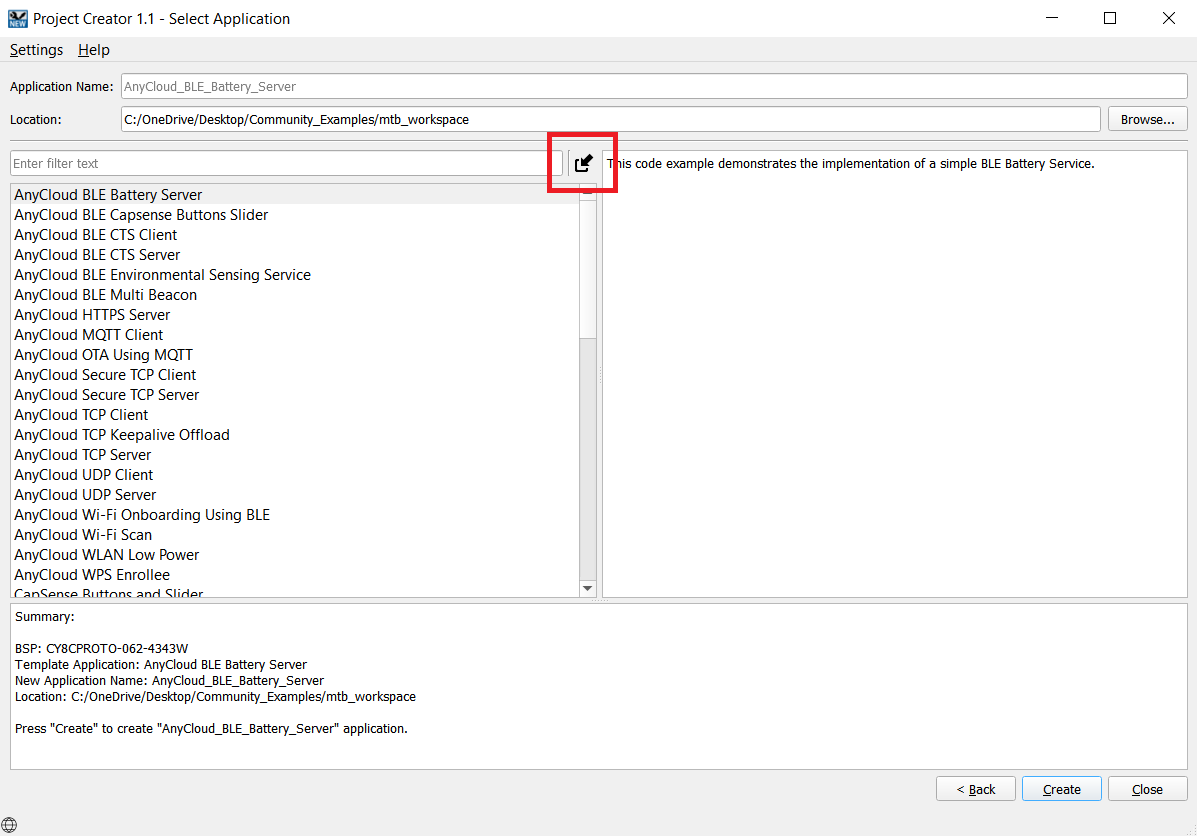 NEW Project Creator 1.1 - Select Application
Settings Help
Application Name: AnyCloud_BLE_Battery_Server
Location: C:/OneDrive/Desktop/Community_Examples/mtb_workspace Browse...
Enter filter text
This code example demonstrates the implementation of a simple BLE Battery Service.
AnyCloud BLE Battery Server
AnyCloud BLE Capsense Buttons Slider
AnyCloud BLE CTS Client
AnyCloud BLE CTS Server
AnyCloud BLE Environmental Sensing Service
AnyCloud BLE Multi Beacon
AnyCloud HTTPS Server
AnyCloud MQTT Client
AnyCloud OTA Using MQTT
AnyCloud Secure TCP Client
AnyCloud Secure TCP Server
AnyCloud TCP Client
AnyCloud TCP Keepalive Offload
AnyCloud TCP Server
AnyCloud UDP Client
AnyCloud UDP Server
AnyCloud Wi-Fi Onboarding Using BLE
AnyCloud Wi-Fi Scan
AnyCloud WLAN Low Power
AnyCloud WPS Enrollee
CapSense Buttons and Slider
Summary:
BSP: CY8CPROTO-062-4343W
Template Application: AnyCloud BLE Battery Server
New Application Name: AnyCloud_BLE_Battery_Server
Location: C:/OneDrive/Desktop/Community_Examples/mtb_workspace
Press "Create" to create "AnyCloud_BLE_Battery_Server" application.
< Back Create Close